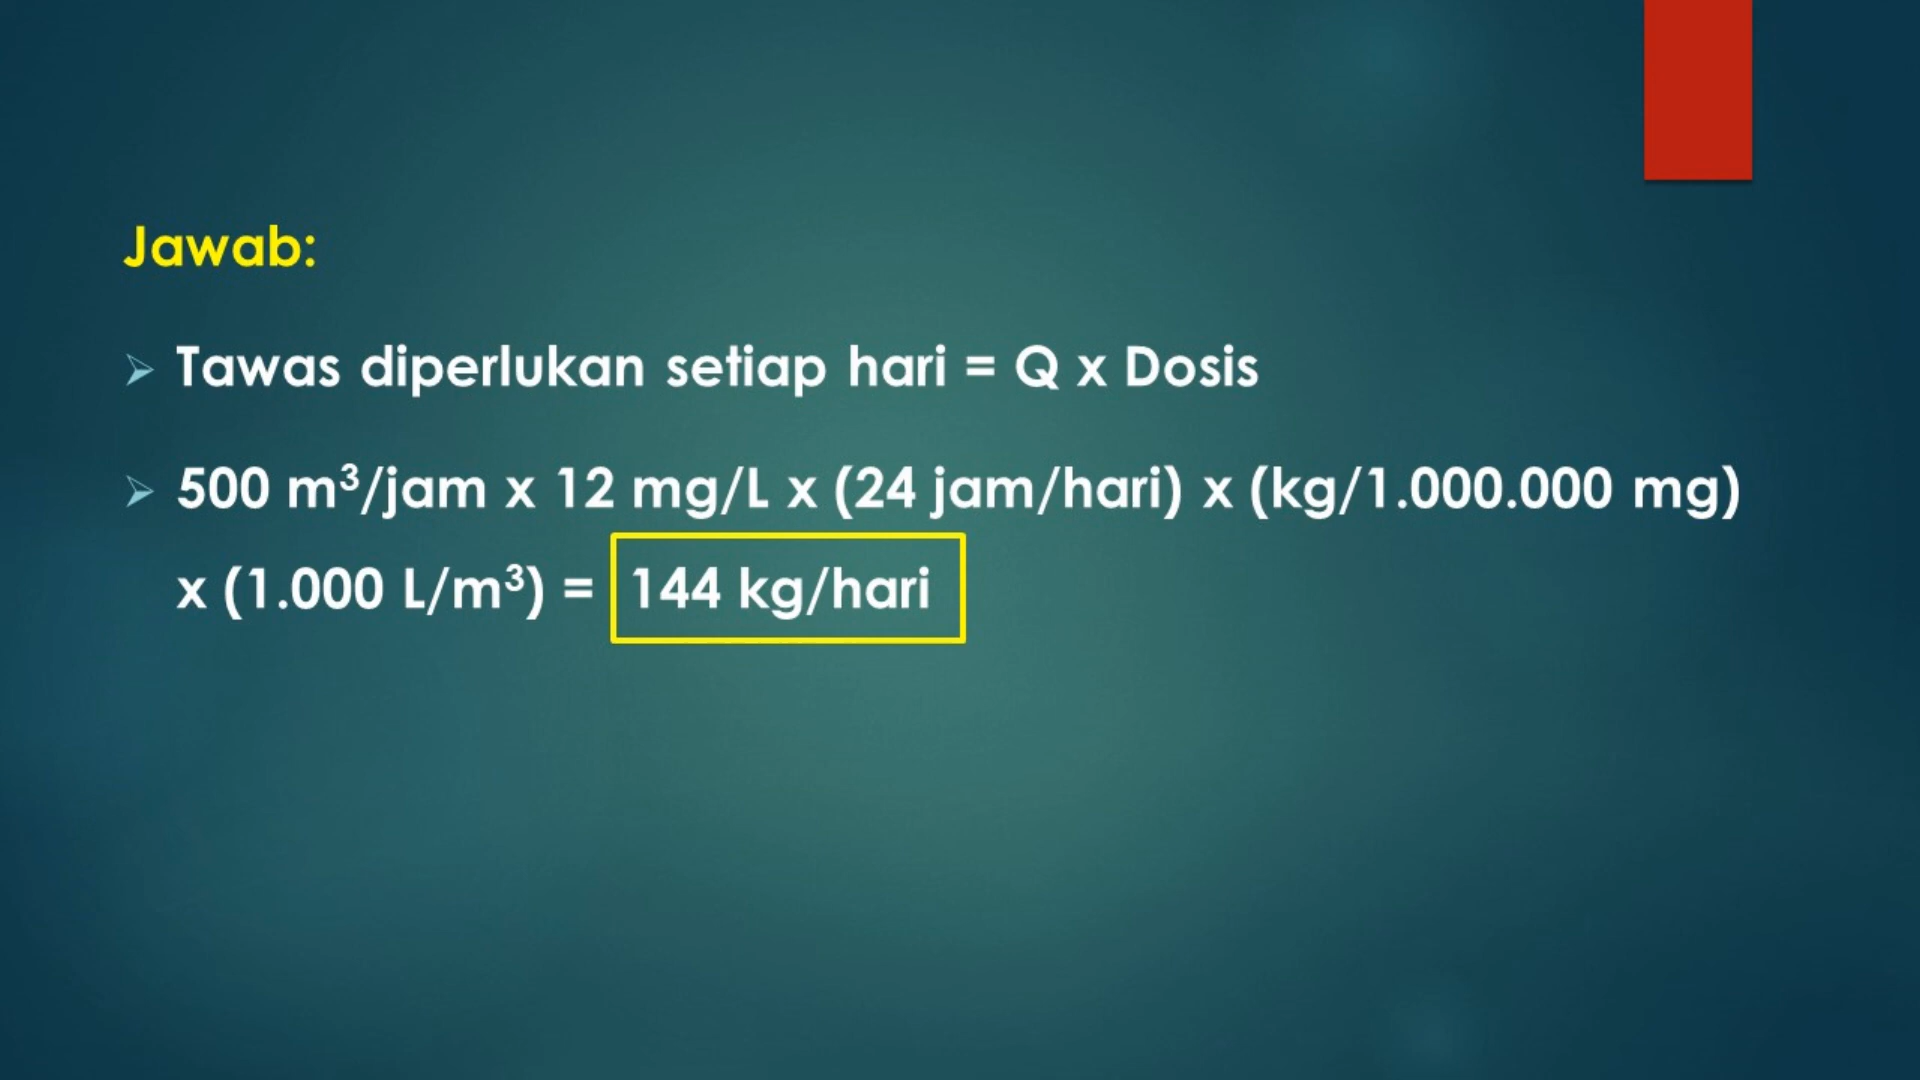 Jawab:
Tawas diperlukan setiap hari = Q x Dosis
500 m³/jam x 12 mg/L x (24 jam/hari) x (kg/1.000.000 mg)
x (1.000 L/m³) = 144 kg/hari